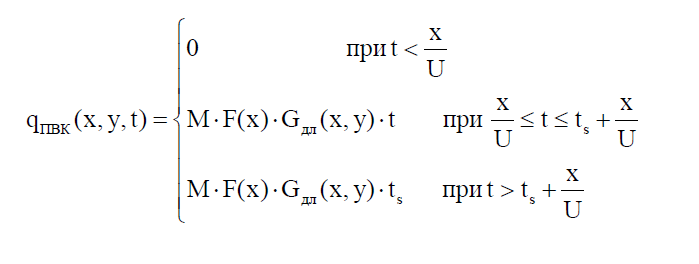 0 при t < x/U
q_ПВК(x, y, t) = { M·F(x)·G_дл(x, y)·t при x/U ≤ t ≤ t_s + x/U
M·F(x)·G_дл(x, y)·t_s при t > t_s + x/U